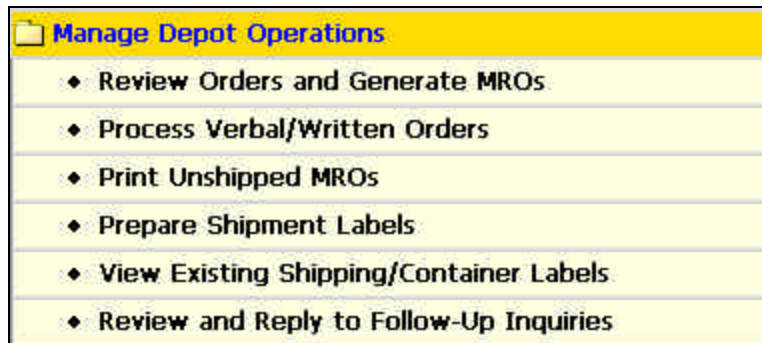 Manage Depot Operations
Review Orders and Generate MROs
Process Verbal/Written Orders
Print Unshipped MROs
Prepare Shipment Labels
View Existing Shipping/Container Labels
Review and Reply to Follow-Up Inquiries